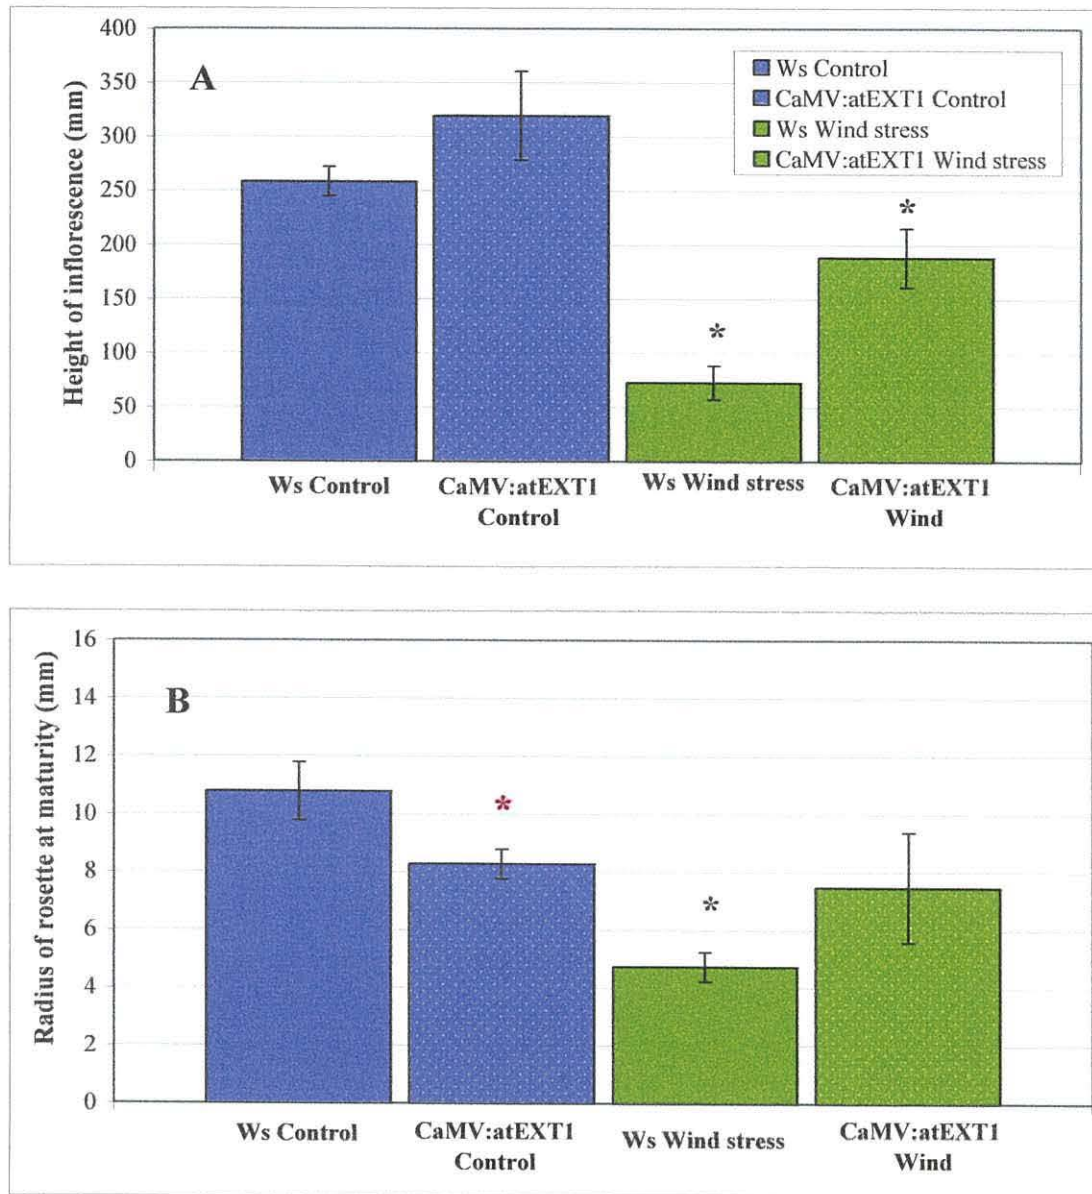 400
350
300
250
200
150
100
50
0
Height of inflorescence (mm)
A
Ws Control
CaMV:atEXT1 Control
Ws Wind stress
CaMV:atEXT1 Wind stress
*
*
Ws Control
CaMV:atEXT1
Control
Ws Wind stress
CaMV:atEXT1
Wind
16
14
12
10
8
6
4
2
0
Radius of rosette at maturity (mm)
B
*
*
Ws Control
CaMV:atEXT1
Control
Ws Wind stress
CaMV:atEXT1
Wind